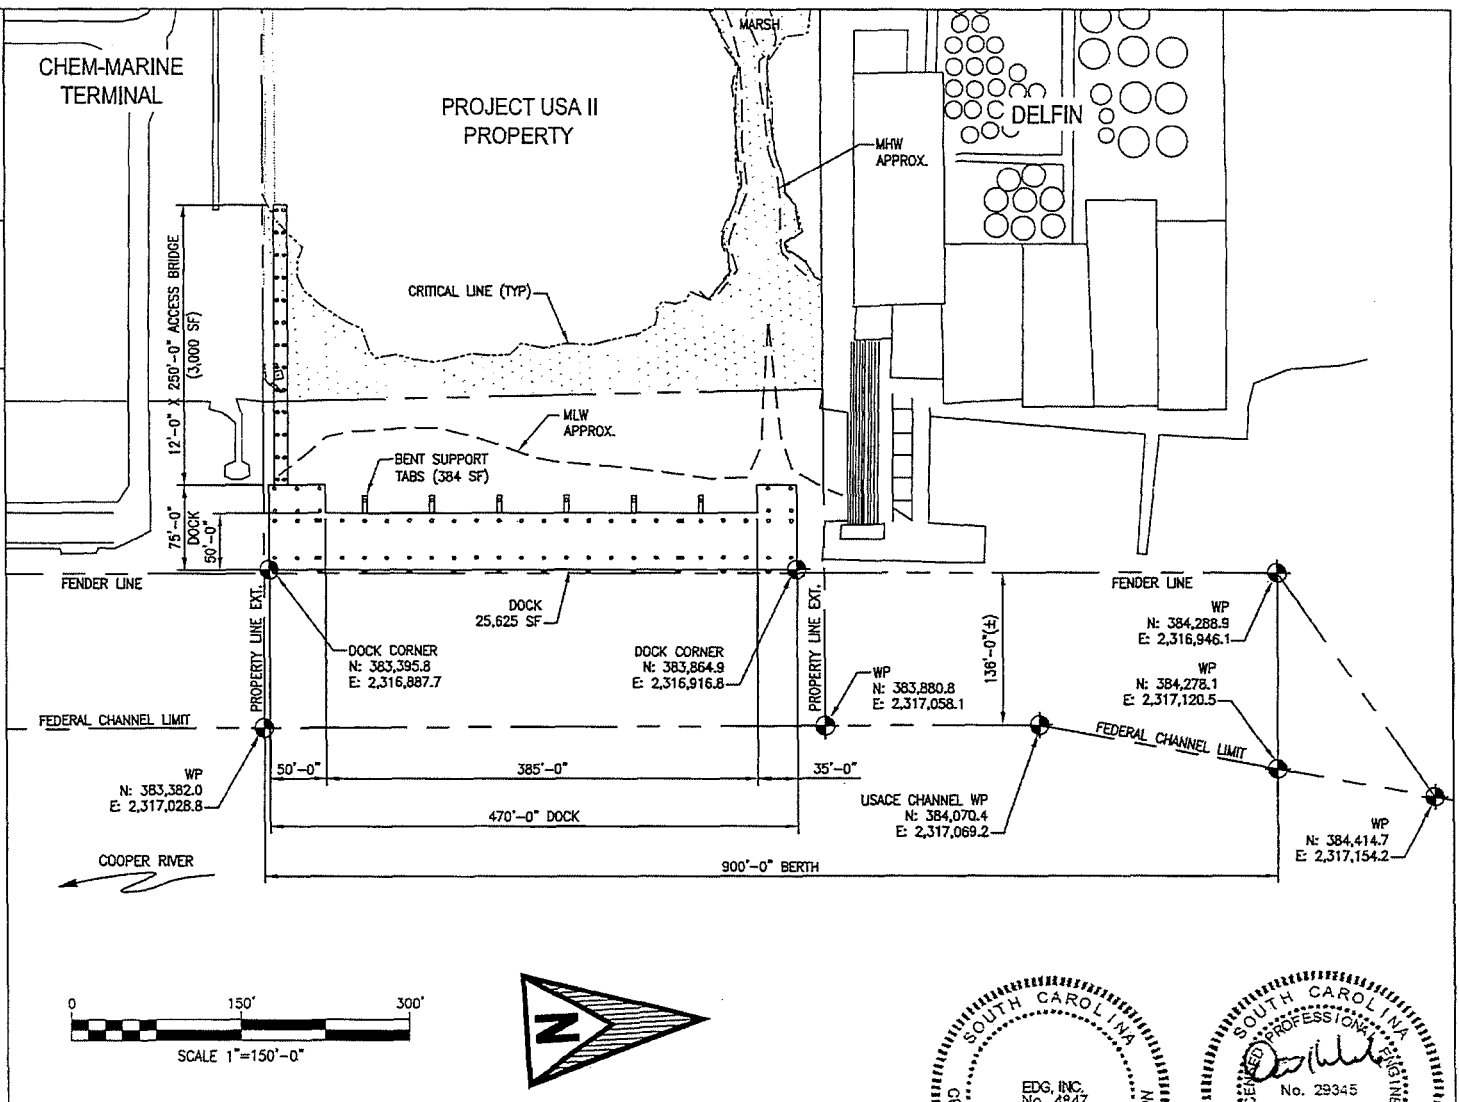 MARSH
CHEM-MARINE
TERMINAL
PROJECT USA II
PROPERTY
DELFIN
MHW
APPROX.
12'-0" X 250'-0" ACCESS BRIDGE
(3,000 SF)
CRITICAL LINE (TYP)
MLW
APPROX.
BENT SUPPORT
TABS (384 SF)
75'-0"
DOCK
50'-0"
FENDER LINE
FENDER LINE
DOCK
25,625 SF
PROPERTY LINE EXT.
PROPERTY LINE EXT.
136'-0"(±)
WP
N: 384,288.9
E: 2,316,946.1
DOCK CORNER
N: 383,395.8
E: 2,316,887.7
DOCK CORNER
N: 383,864.9
E: 2,316,916.8
WP
N: 383,880.8
E: 2,317,058.1
WP
N: 384,278.1
E: 2,317,120.5
FEDERAL CHANNEL LIMIT
FEDERAL CHANNEL LIMIT
WP
N: 383,382.0
E: 2,317,028.8
50'-0"
385'-0"
35'-0"
470'-0" DOCK
USACE CHANNEL WP
N: 384,070.4
E: 2,317,069.2
WP
N: 384,414.7
E: 2,317,154.2
COOPER RIVER
900'-0" BERTH
0 150' 300'
SCALE 1"=150'-0"
N
SOUTH CAROLINA
EDG, INC.
No. 4847
SOUTH CAROLINA
PROFESSIONAL
No. 29345